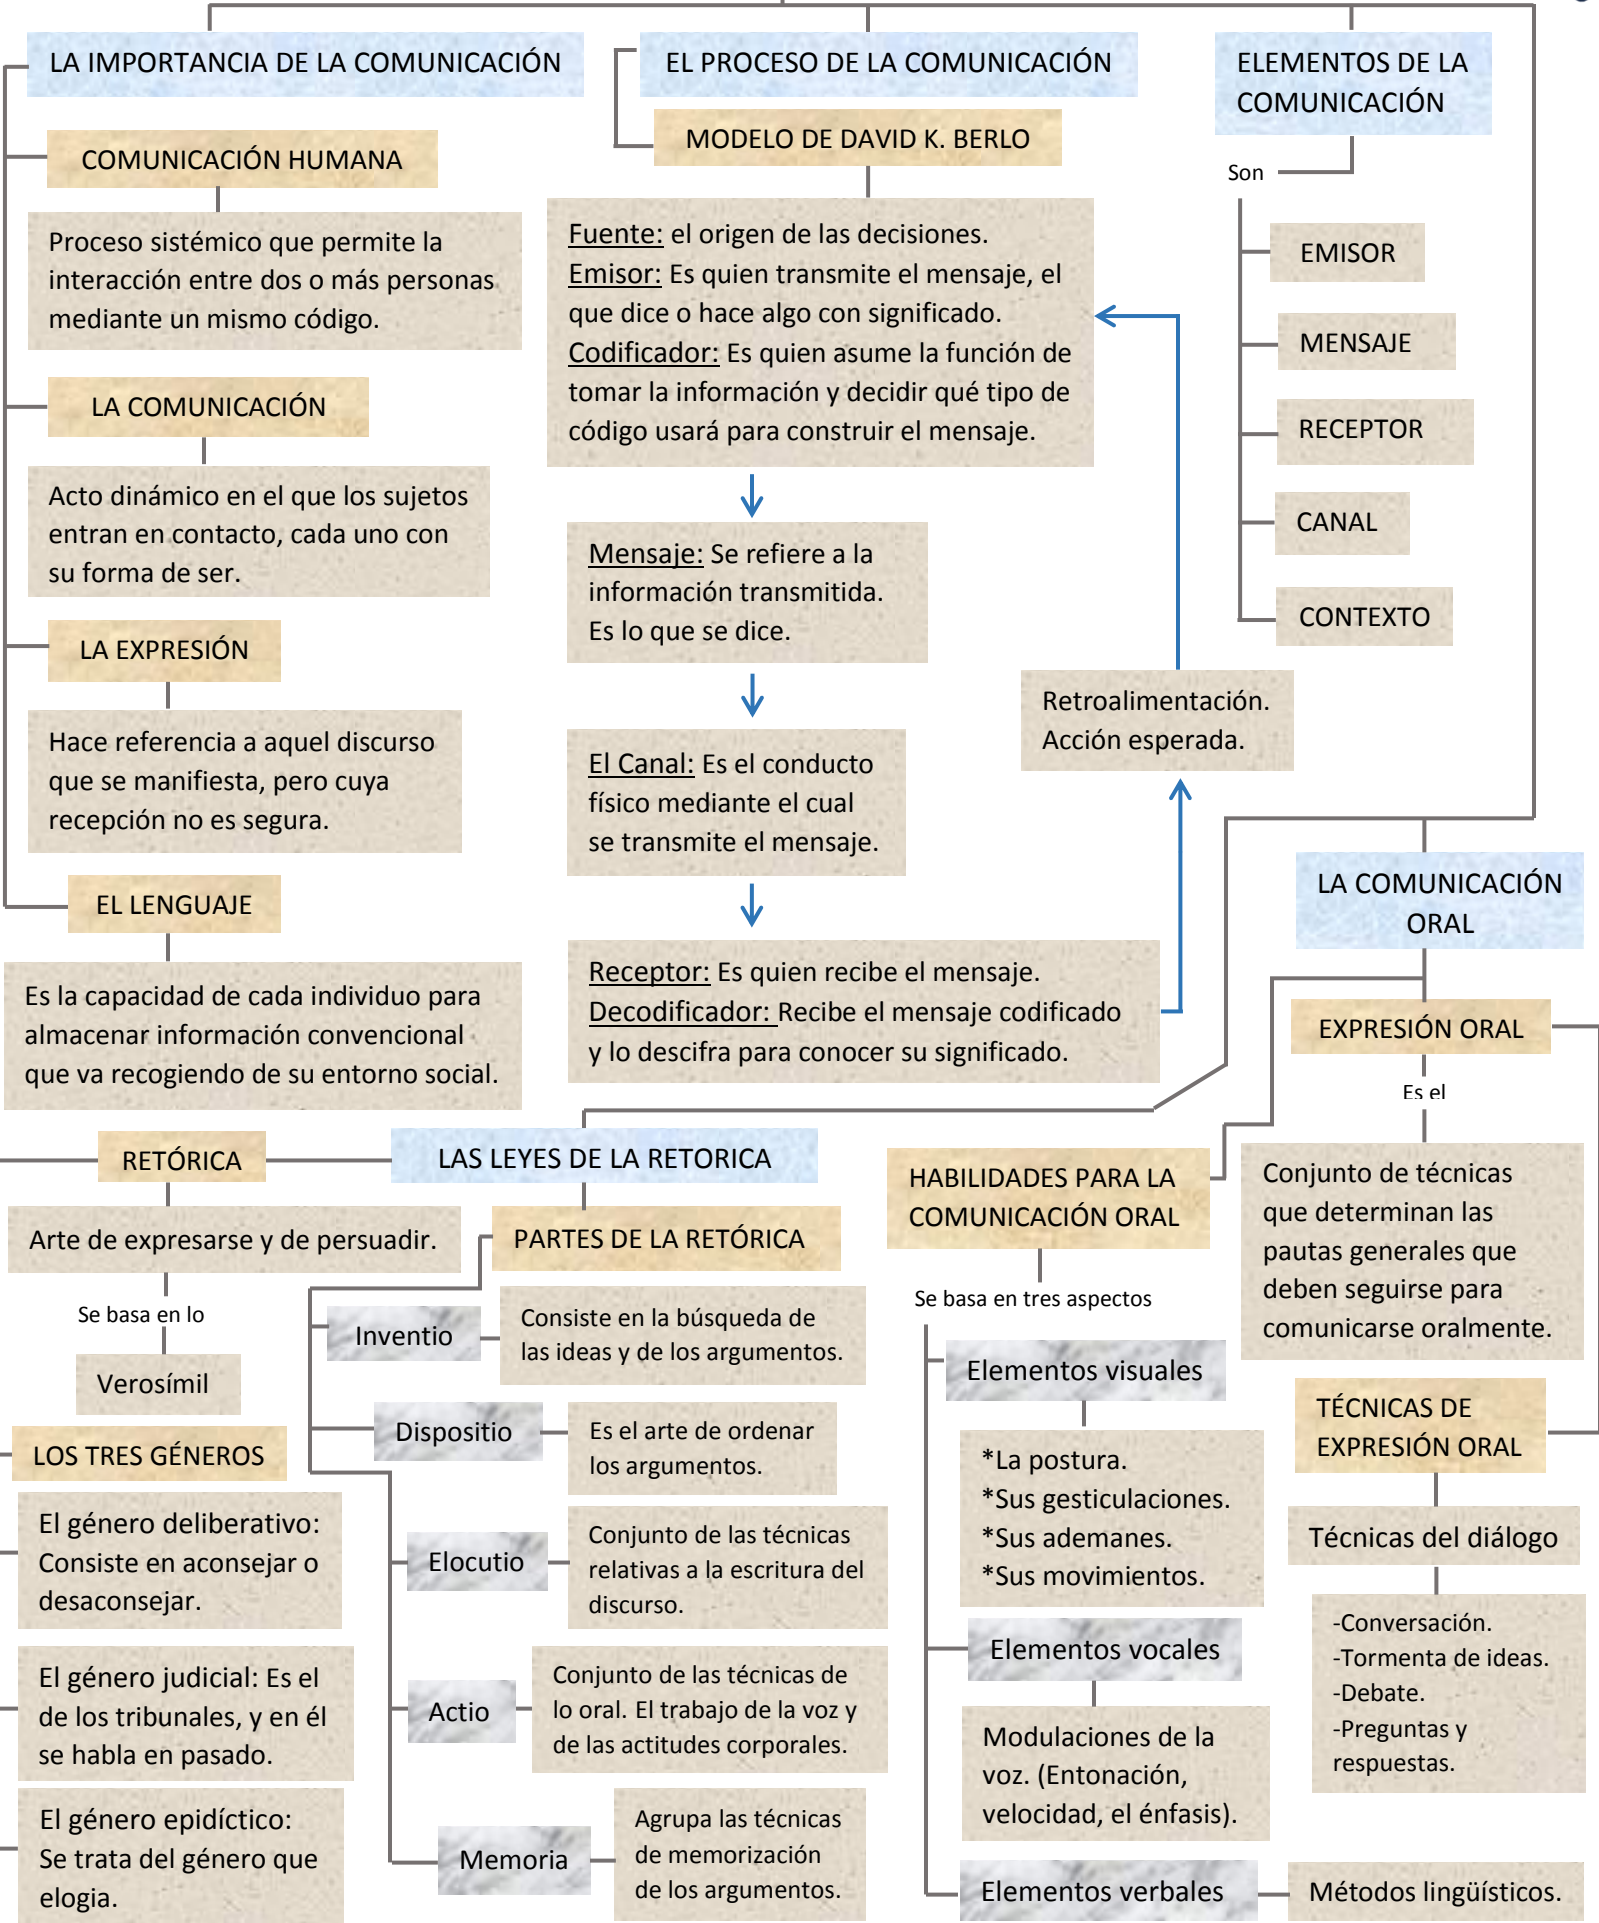 LA IMPORTANCIA DE LA COMUNICACIÓN
COMUNICACIÓN HUMANA
Proceso sistémico que permite la
interacción entre dos o más personas
mediante un mismo código.
LA COMUNICACIÓN
Acto dinámico en el que los sujetos
entran en contacto, cada uno con
su forma de ser.
LA EXPRESIÓN
Hace referencia a aquel discurso
que se manifiesta, pero cuya
recepción no es segura.
EL LENGUAJE
Es la capacidad de cada individuo para
almacenar información convencional
que va recogiendo de su entorno social.
EL PROCESO DE LA COMUNICACIÓN
MODELO DE DAVID K. BERLO
Fuente: el origen de las decisiones.
Emisor: Es quien transmite el mensaje, el
que dice o hace algo con significado.
Codificador: Es quien asume la función de
tomar la información y decidir qué tipo de
código usará para construir el mensaje.
Mensaje: Se refiere a la
información transmitida.
Es lo que se dice.
El Canal: Es el conducto
físico mediante el cual
se transmite el mensaje.
Receptor: Es quien recibe el mensaje.
Decodificador: Recibe el mensaje codificado
y lo descifra para conocer su significado.
Retroalimentación.
Acción esperada.
ELEMENTOS DE LA
COMUNICACIÓN
Son
EMISOR
MENSAJE
RECEPTOR
CANAL
CONTEXTO
LA COMUNICACIÓN
ORAL
EXPRESIÓN ORAL
Es el
Conjunto de técnicas
que determinan las
pautas generales que
deben seguirse para
comunicarse oralmente.
TÉCNICAS DE
EXPRESIÓN ORAL
Técnicas del diálogo
-Conversación.
-Tormenta de ideas.
-Debate.
-Preguntas y
respuestas.
HABILIDADES PARA LA
COMUNICACIÓN ORAL
Se basa en tres aspectos
Elementos visuales
*La postura.
*Sus gesticulaciones.
*Sus ademanes.
*Sus movimientos.
Elementos vocales
Modulaciones de la
voz. (Entonación,
velocidad, el énfasis).
Elementos verbales
Métodos lingüísticos.
LAS LEYES DE LA RETORICA
RETÓRICA
Arte de expresarse y de persuadir.
Se basa en lo
Verosímil
LOS TRES GÉNEROS
El género deliberativo:
Consiste en aconsejar o
desaconsejar.
El género judicial: Es el
de los tribunales, y en él
se habla en pasado.
El género epidíctico:
Se trata del género que
elogia.
PARTES DE LA RETÓRICA
Inventio
Consiste en la búsqueda de
las ideas y de los argumentos.
Dispositio
Es el arte de ordenar
los argumentos.
Elocutio
Conjunto de las técnicas
relativas a la escritura del
discurso.
Actio
Conjunto de las técnicas de
lo oral. El trabajo de la voz y
de las actitudes corporales.
Memoria
Agrupa las técnicas
de memorización
de los argumentos.